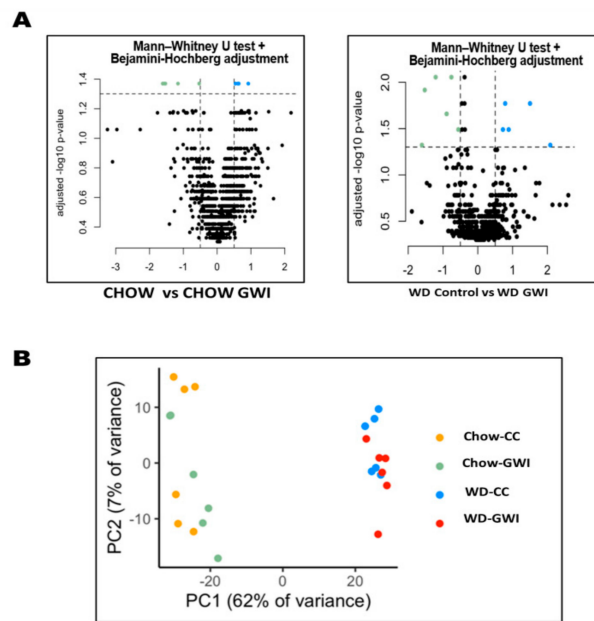 A
Mann–Whitney U test +
Bejamini-Hochberg adjustment
adjusted -log10 p-value
1.4
1.2
1.0
0.8
0.6
0.4
-3 -2 -1 0 1 2
CHOW vs CHOW GWI
Mann–Whitney U test +
Bejamini-Hochberg adjustment
adjusted -log10 p-value
2.0
1.5
1.0
0.5
-2 -1 0 1 2
WD Control vs WD GWI
B
PC2 (7% of variance)
10
0
-10
-20 0 20
PC1 (62% of variance)
Chow-CC
Chow-GWI
WD-CC
WD-GWI